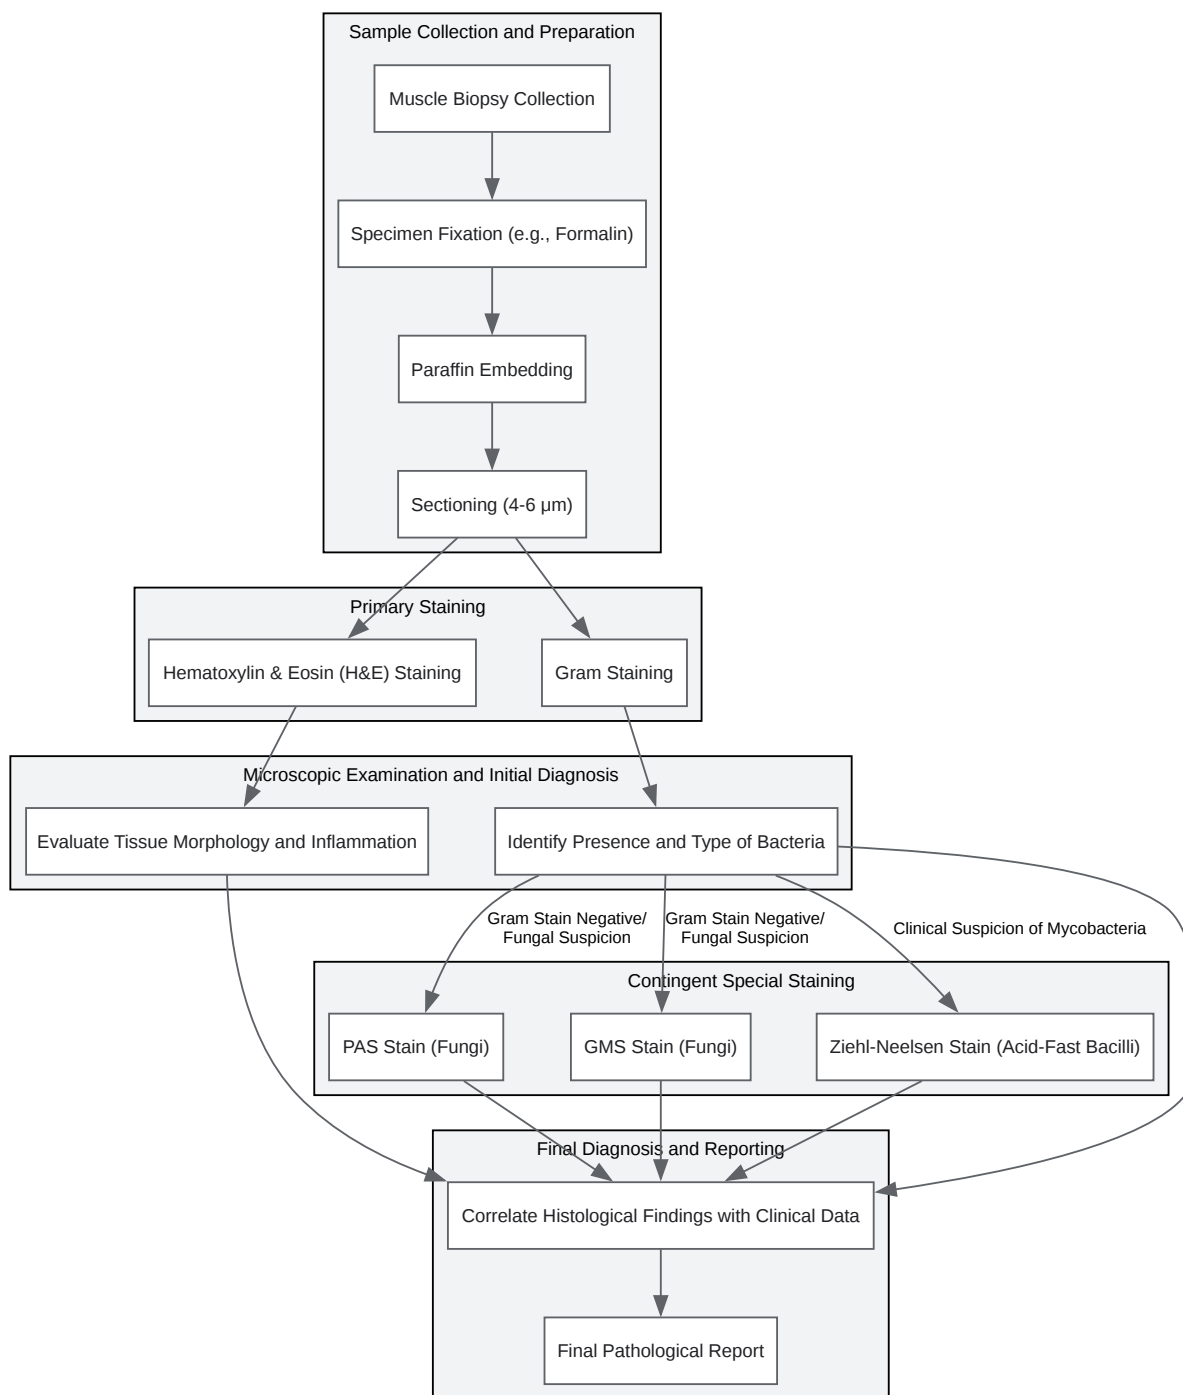 Sample Collection and Preparation
Muscle Biopsy Collection
Specimen Fixation (e.g., Formalin)
Paraffin Embedding
Sectioning (4-6 μm)
Primary Staining
Hematoxylin & Eosin (H&E) Staining
Gram Staining
Microscopic Examination and Initial Diagnosis
Evaluate Tissue Morphology and Inflammation
Identify Presence and Type of Bacteria
Gram Stain Negative/
Fungal Suspicion
Gram Stain Negative/
Fungal Suspicion
Clinical Suspicion of Mycobacteria
Contingent Special Staining
PAS Stain (Fungi)
GMS Stain (Fungi)
Ziehl-Neelsen Stain (Acid-Fast Bacilli)
Final Diagnosis and Reporting
Correlate Histological Findings with Clinical Data
Final Pathological Report